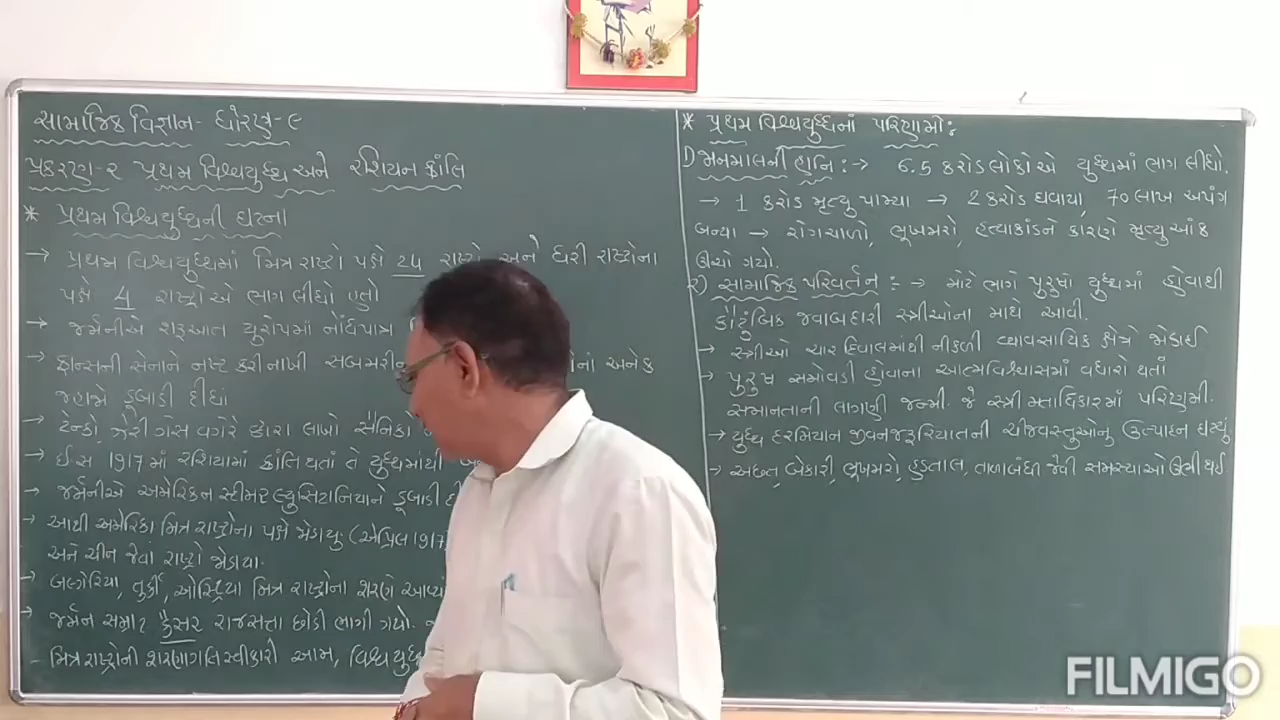 સામાજિક વિજ્ઞાન - ધોરણ - ૯
પ્રકરણ - ૨ પ્રથમ વિશ્વયુદ્ધ અને રશિયન ક્રાંતિ
* પ્રથમ વિશ્વયુદ્ધની ઘટના
→ પ્રથમ વિશ્વયુદ્ધમાં મિત્ર રાષ્ટ્રો પક્ષે ૨૫ રાષ્ટ્રો અને ધરી રાષ્ટ્રોના
પક્ષે 4 રાષ્ટ્રોએ ભાગ લીધો હતો
→ જર્મનીએ શરૂઆત યુરોપમાં નોંધપાત્ર
→ ફ્રાન્સની સેનાને નષ્ટ કરી નાખી સબમરીન નાં અનેક
જહાજો ડૂબાડી દીધાં
→ ટેન્કો, ઝેરી ગેસ વગેરે દ્વારા લાખો સૈનિકો
→ ઈ.સ 1917 માં રશિયામાં ક્રાંતિ થતાં તે યુદ્ધમાંથી
→ જર્મનીએ અમેરિકન સ્ટીમર લ્યુસિટાનિયાને ડૂબાડી દી
→ આથી અમેરિકા મિત્ર રાષ્ટ્રોના પક્ષે જોડાયુ (એપ્રિલ 1917)
અને ચીન જેવાં રાષ્ટ્રો જોડાયા.
→ બલ્ગેરિયા, તુર્કી, ઓસ્ટ્રિયા મિત્ર રાષ્ટ્રોના શરણે આવ્યાં
→ જર્મન સમ્રાટ કૈસર રાજસત્તા છોડી ભાગી ગયો.
- મિત્ર રાષ્ટ્રોની શરણાગતિ સ્વીકારી આમ, વિશ્વ યુદ્ધ
* પ્રથમ વિશ્વયુદ્ધનાં પરિણામો :
1) જાનમાલની હાનિ :→ 6.5 કરોડ લોકોએ યુદ્ધમાં ભાગ લીધો.
→ 1 કરોડ મૃત્યુ પામ્યા → 2 કરોડ ઘવાયા, 70 લાખ અપંગ
બન્યા → રોગચાળો, ભૂખમરો, હત્યાકાંડને કારણે મૃત્યુ આંક
ઊંચો ગયો.
૨) સામાજિક પરિવર્તન :→ મોટે ભાગે પુરુષો યુદ્ધમાં હોવાથી
કૌટુંબિક જવાબદારી સ્ત્રીઓના માથે આવી.
→ સ્ત્રીઓ ચાર દિવાલમાંથી નીકળી વ્યાવસાયિક ક્ષેત્રે જોડાઈ
→ પુરુષ સમોવડી હોવાના આત્મવિશ્વાસમાં વધારો થતાં
સમાનતાની લાગણી જન્મી. જે સ્ત્રી મતાધિકારમાં પરિણમી.
→ યુદ્ધ દરમિયાન જીવનજરૂરિયાતની ચીજવસ્તુઓનુ ઉત્પાદન ઘટ્યું
→ અછત, બેકારી, ભૂખમરો, હડતાલ, તાળાબંધી જેવી સમસ્યાઓ ઊભી થઈ
FILMIGO